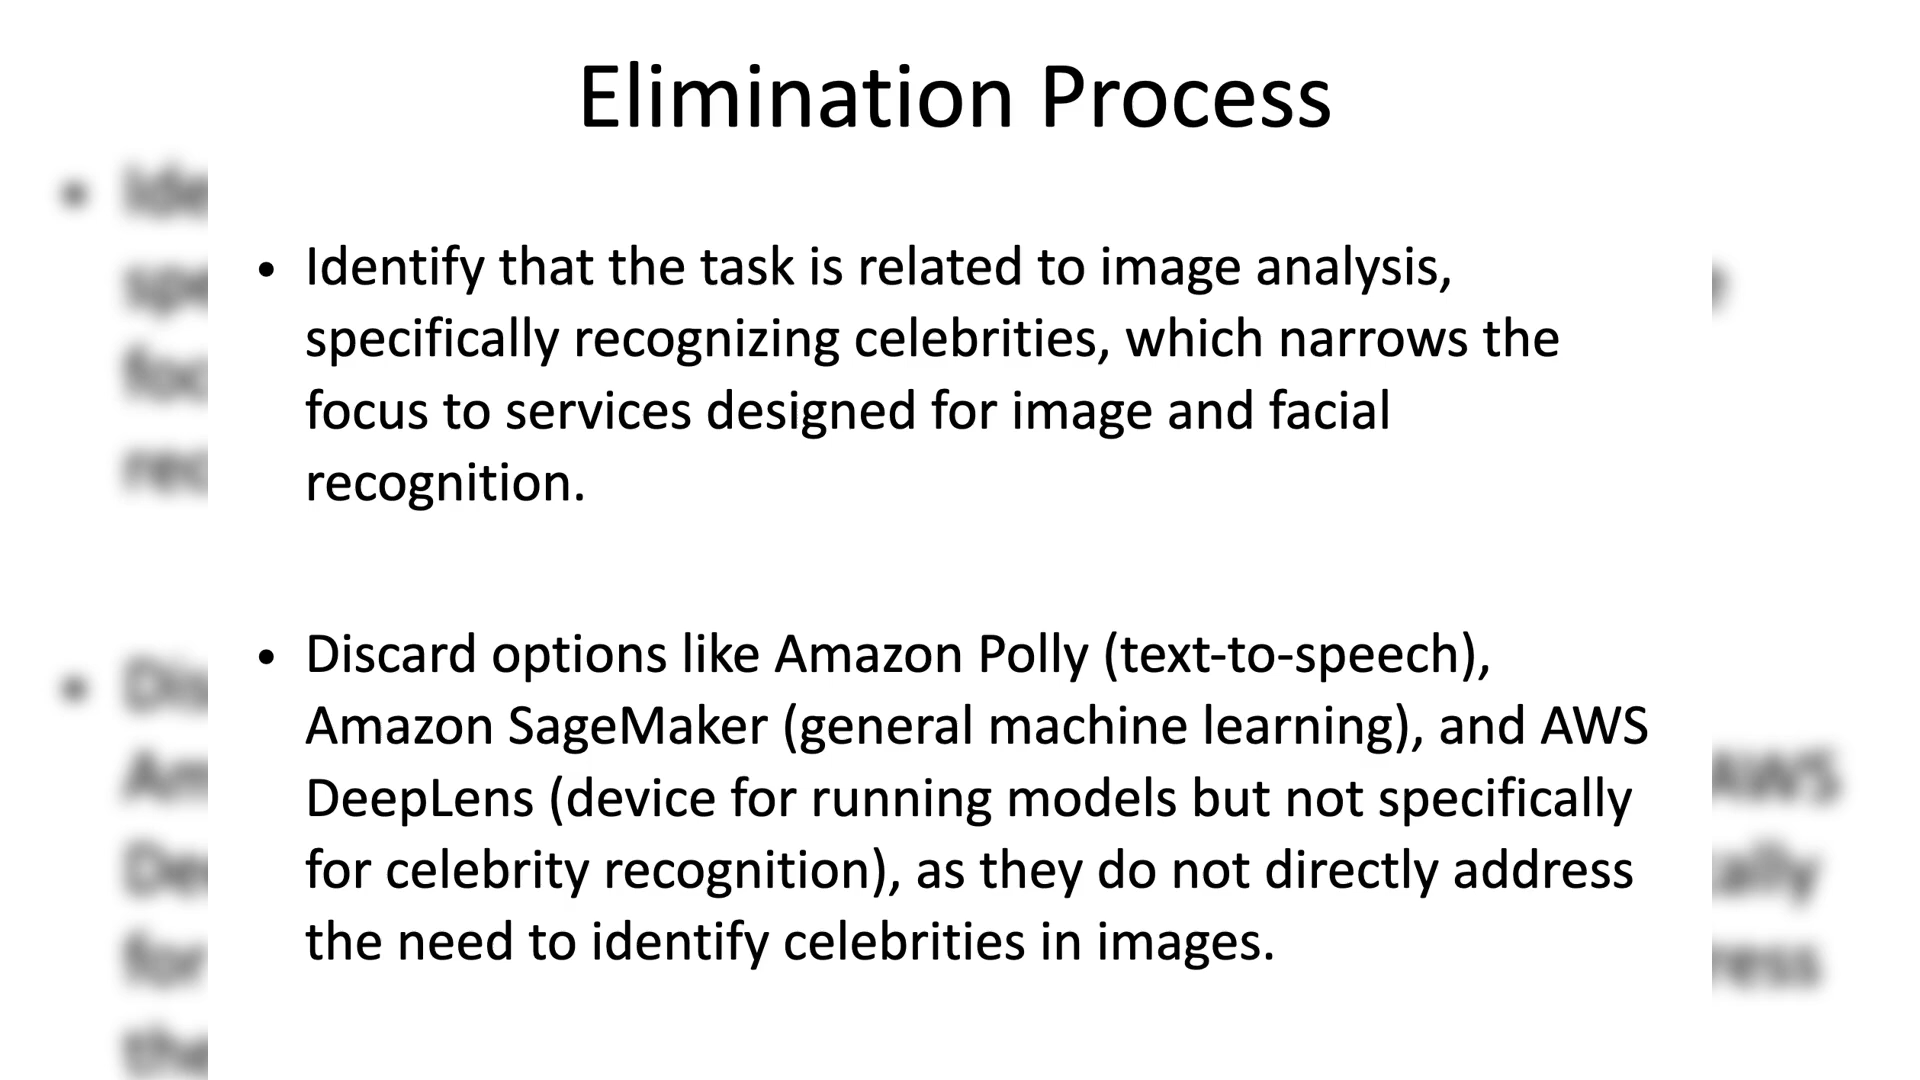 Elimination Process
• Identify that the task is related to image analysis,
specifically recognizing celebrities, which narrows the
focus to services designed for image and facial
recognition.
• Discard options like Amazon Polly (text-to-speech),
Amazon SageMaker (general machine learning), and AWS
DeepLens (device for running models but not specifically
for celebrity recognition), as they do not directly address
the need to identify celebrities in images.